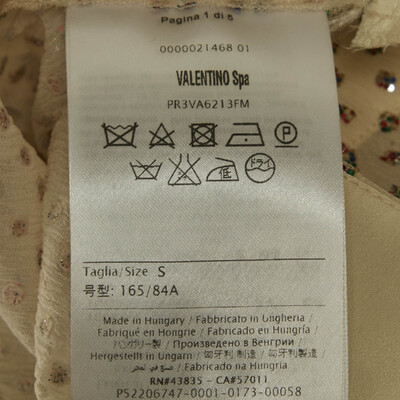 Pagina 1 di 5
0000021468 01
VALENTINO Spa
PR3VA6213FM
ドライ
Taglia/Size S
号型: 165/84A
Made in Hungary / Fabbricato in Ungheria /
Fabriqué en Hongrie / Fabricado en Hungría /
ハンガリー製 / Произведено в Венгрии /
Hergestellt in Ungarn / 匈牙利制造 / 匈牙利製造 /
Fabricado na Hungria /
RN#43835 - CA#57011
P52206747-0001-0173-00058